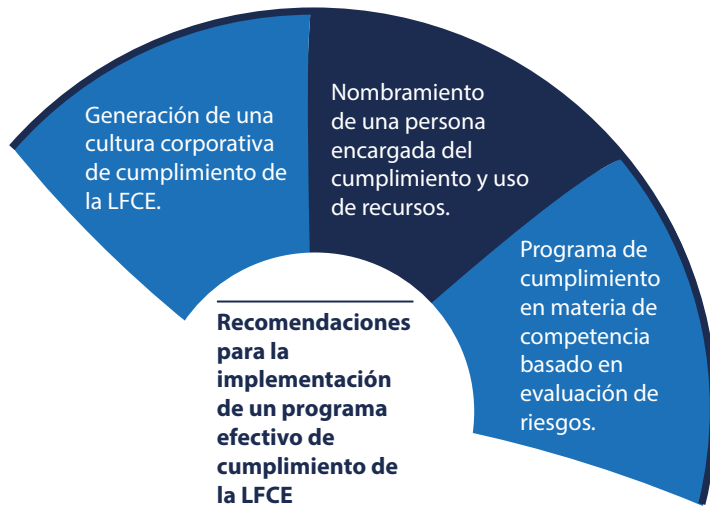 Generación de una
cultura corporativa
de cumplimiento de
la LFCE.
Nombramiento
de una persona
encargada del
cumplimiento y uso
de recursos.
Programa de
cumplimiento
en materia de
competencia
basado en
evaluación de
riesgos.
Recomendaciones
para la
implementación
de un programa
efectivo de
cumplimiento de
la LFCE